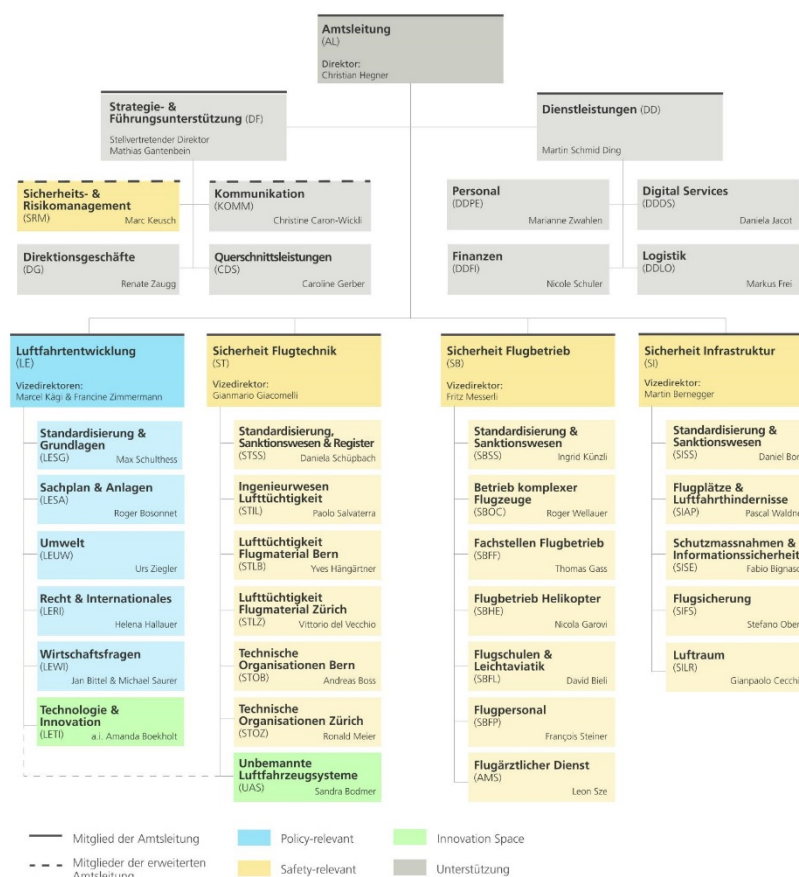 Amtsleitung
(AL)
Direktor:
Christian Hegner
Strategie- &
Führungsunterstützung (DF)
Stellvertretender Direktor
Mathias Gantenbein
Dienstleistungen (DD)
Martin Schmid Ding
Sicherheits- &
Risikomanagement
(SRM) Marc Keusch
Kommunikation
(KOMM)
Christine Caron-Wickli
Personal
(DDPE)
Marianne Zwahlen
Digital Services
(DDDS)
Daniela Jacot
Direktionsgeschäfte
(DG)
Renate Zaugg
Querschnittsleistungen
(CDS)
Caroline Gerber
Finanzen
(DDFI)
Nicole Schuler
Logistik
(DDLO)
Markus Frei
Luftfahrtentwicklung
(LE)
Vizedirektoren:
Marcel Kägi & Francine Zimmermann
Standardisierung &
Grundlagen
(LESG) Max Schulthess
Sachplan & Anlagen
(LESA)
Roger Bosonnet
Umwelt
(LEUW)
Urs Ziegler
Recht & Internationales
(LERI)
Helena Hallauer
Wirtschaftsfragen
(LEWI)
Jan Bittel & Michael Saurer
Technologie &
Innovation
(LETI) a.i. Amanda Boekholt
Sicherheit Flugtechnik
(ST)
Vizedirektor:
Gianmario Giacomelli
Standardisierung,
Sanktionswesen & Register
(STSS) Daniela Schüpbach
Ingenieurwesen
Lufttüchtigkeit
(STIL) Paolo Salvaterra
Lufttüchtigkeit
Flugmaterial Bern
(STLB) Yves Hängärtner
Lufttüchtigkeit
Flugmaterial Zürich
(STLZ) Vittorio del Vecchio
Technische
Organisationen Bern
(STOB) Andreas Boss
Technische
Organisationen Zürich
(STOZ) Ronald Meier
Unbemannte
Luftfahrzeugsysteme
(UAS) Sandra Bodmer
Sicherheit Flugbetrieb
(SB)
Vizedirektor:
Fritz Messerli
Standardisierung &
Sanktionswesen
(SBSS) Ingrid Künzli
Betrieb komplexer
Flugzeuge
(SBOC) Roger Wellauer
Fachstellen Flugbetrieb
(SBFF)
Thomas Gass
Flugbetrieb Helikopter
(SBHE)
Nicola Garovi
Flugschulen &
Leichtaviatik
(SBFL) David Bieli
Flugpersonal
(SBFP)
François Steiner
Flugärztlicher Dienst
(AMS)
Leon Sze
Sicherheit Infrastruktur
(SI)
Vizedirektor:
Martin Bernegger
Standardisierung &
Sanktionswesen
(SISS) Daniel
Flugplätze &
Luftfahrthindernisse
(SIAP) Pascal
Schutzmassnahmen &
Informationssicherheit
(SISE) Fabio
Flugsicherung
(SIFS)
Stefano
Luftraum
(SILR)
Gianpaolo
Mitglied der Amtsleitung
Mitglieder der erweiterten
Amtsleitung
Policy-relevant
Safety-relevant
Innovation Space
Unterstützung